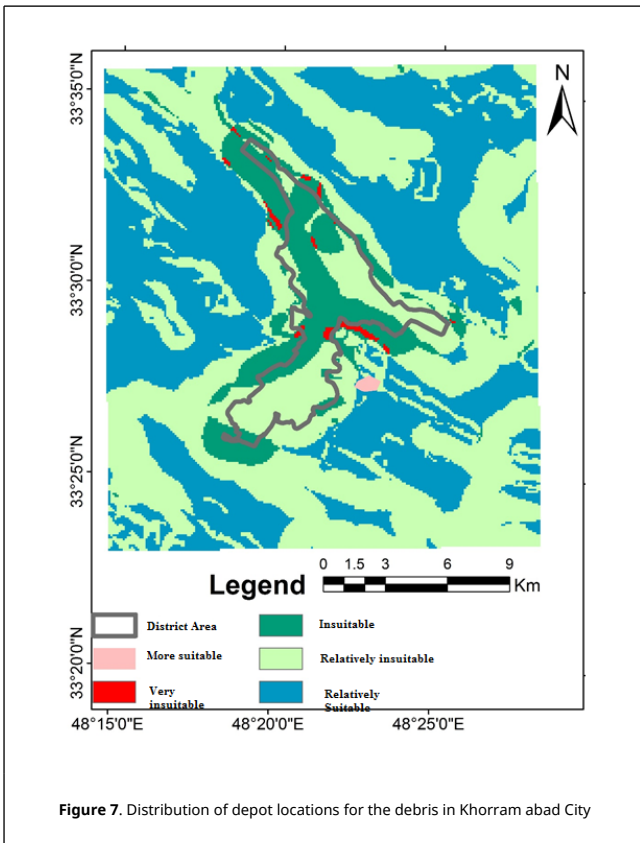 N
33°35'0"N
33°30'0"N
33°25'0"N
33°20'0"N
0 1.5 3 6 9
Km
Legend
District Area
Insuitable
More suitable
Relatively insuitable
Very
insuitable
Relatively
Suitable
48°15'0"E 48°20'0"E 48°25'0"E
Figure 7. Distribution of depot locations for the debris in Khorram abad City